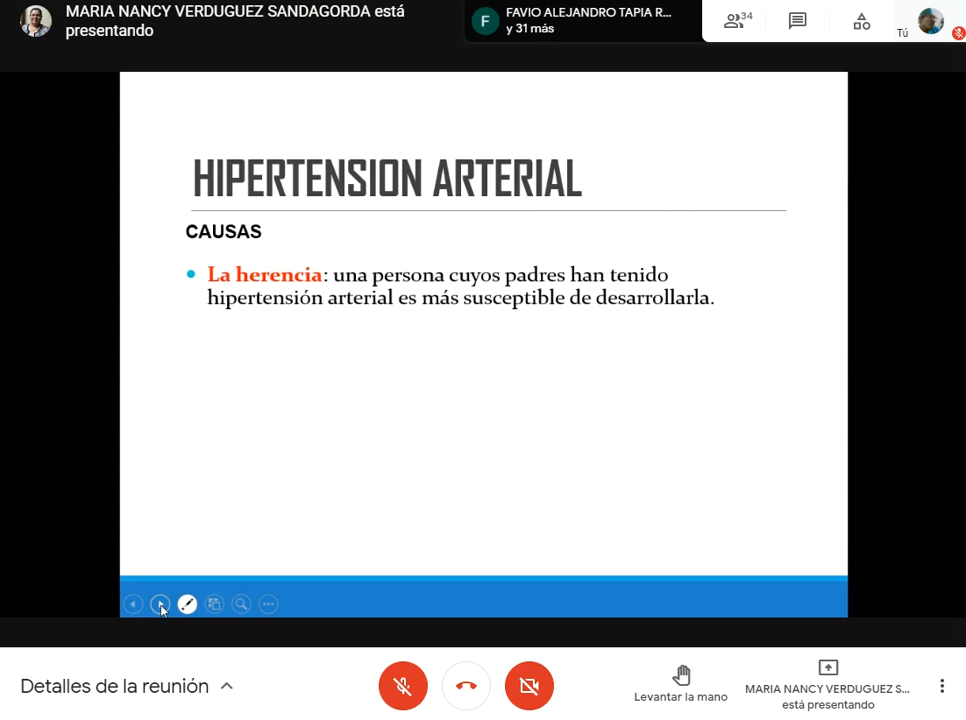 MARIA NANCY VERDUGUEZ SANDAGORDA está
presentando
F
FAVIO ALEJANDRO TAPIA R...
y 31 más
34
Tú
HIPERTENSION ARTERIAL
CAUSAS
La herencia: una persona cuyos padres han tenido
hipertensión arterial es más susceptible de desarrollarla.
Detalles de la reunión
Levantar la mano
MARIA NANCY VERDUGUEZ S...
está presentando